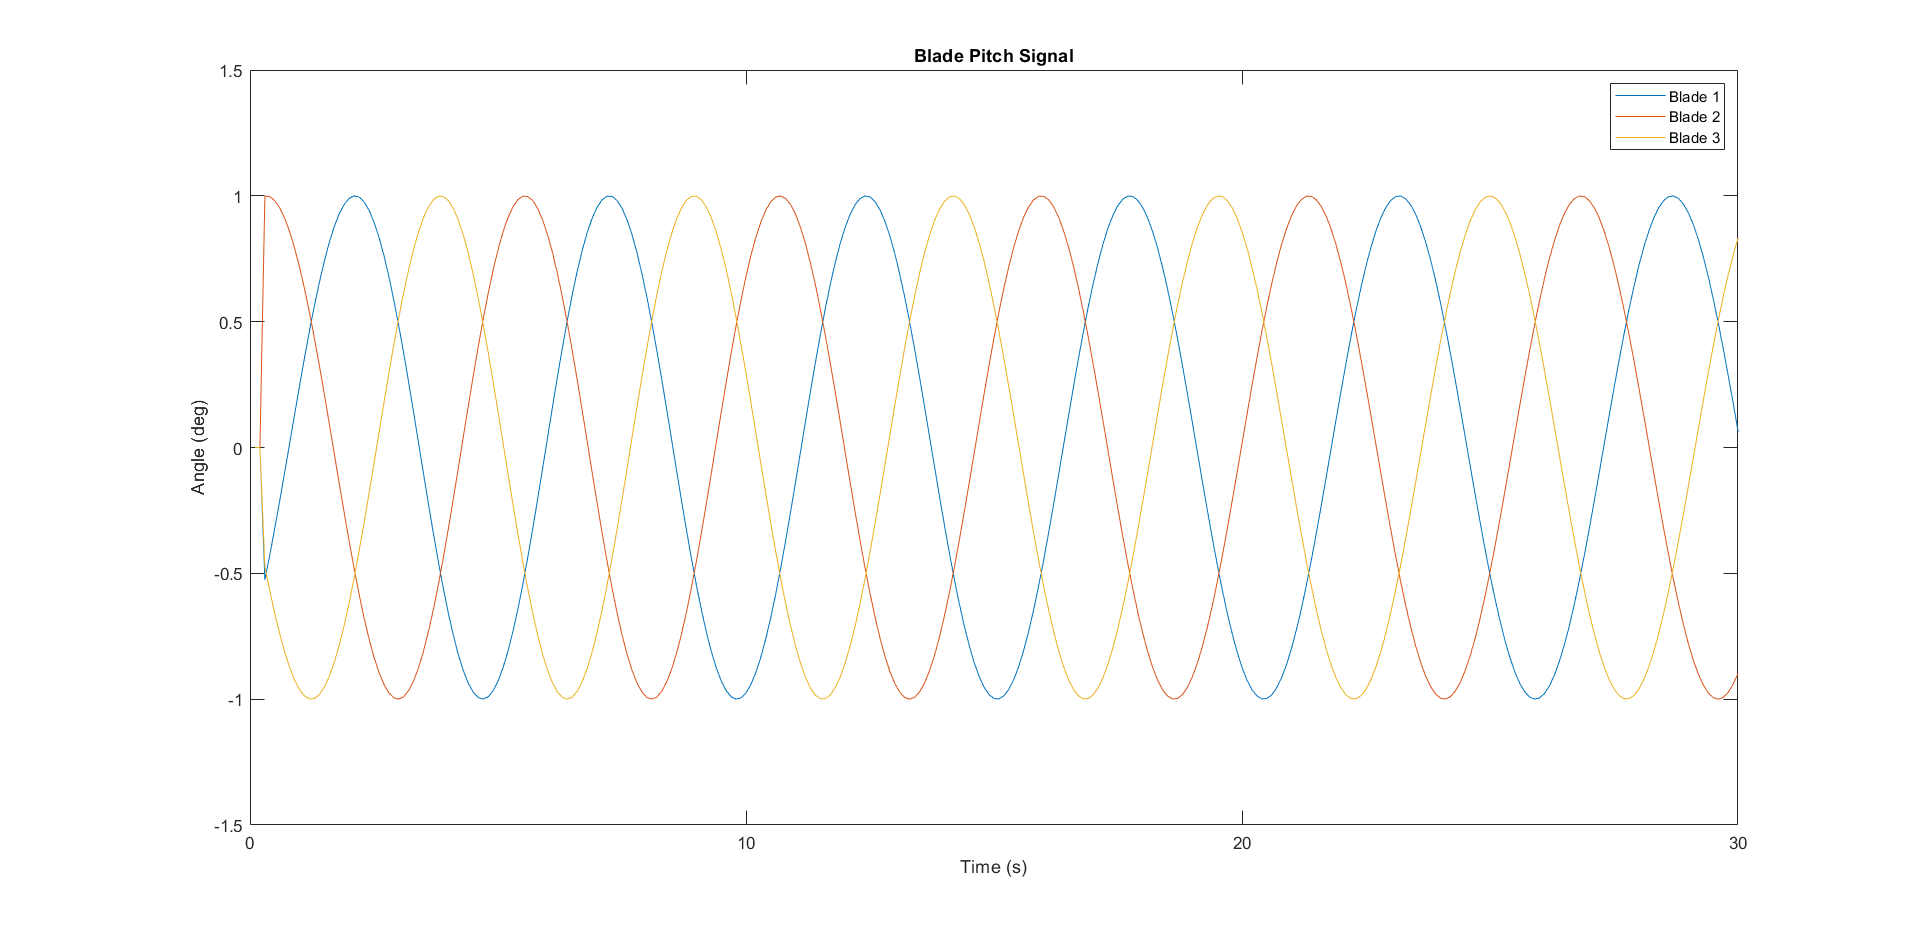 Blade Pitch Signal
1.5
1
0.5
0
-0.5
-1
-1.5
Angle (deg)
Blade 1
Blade 2
Blade 3
0 10 20 30
Time (s)